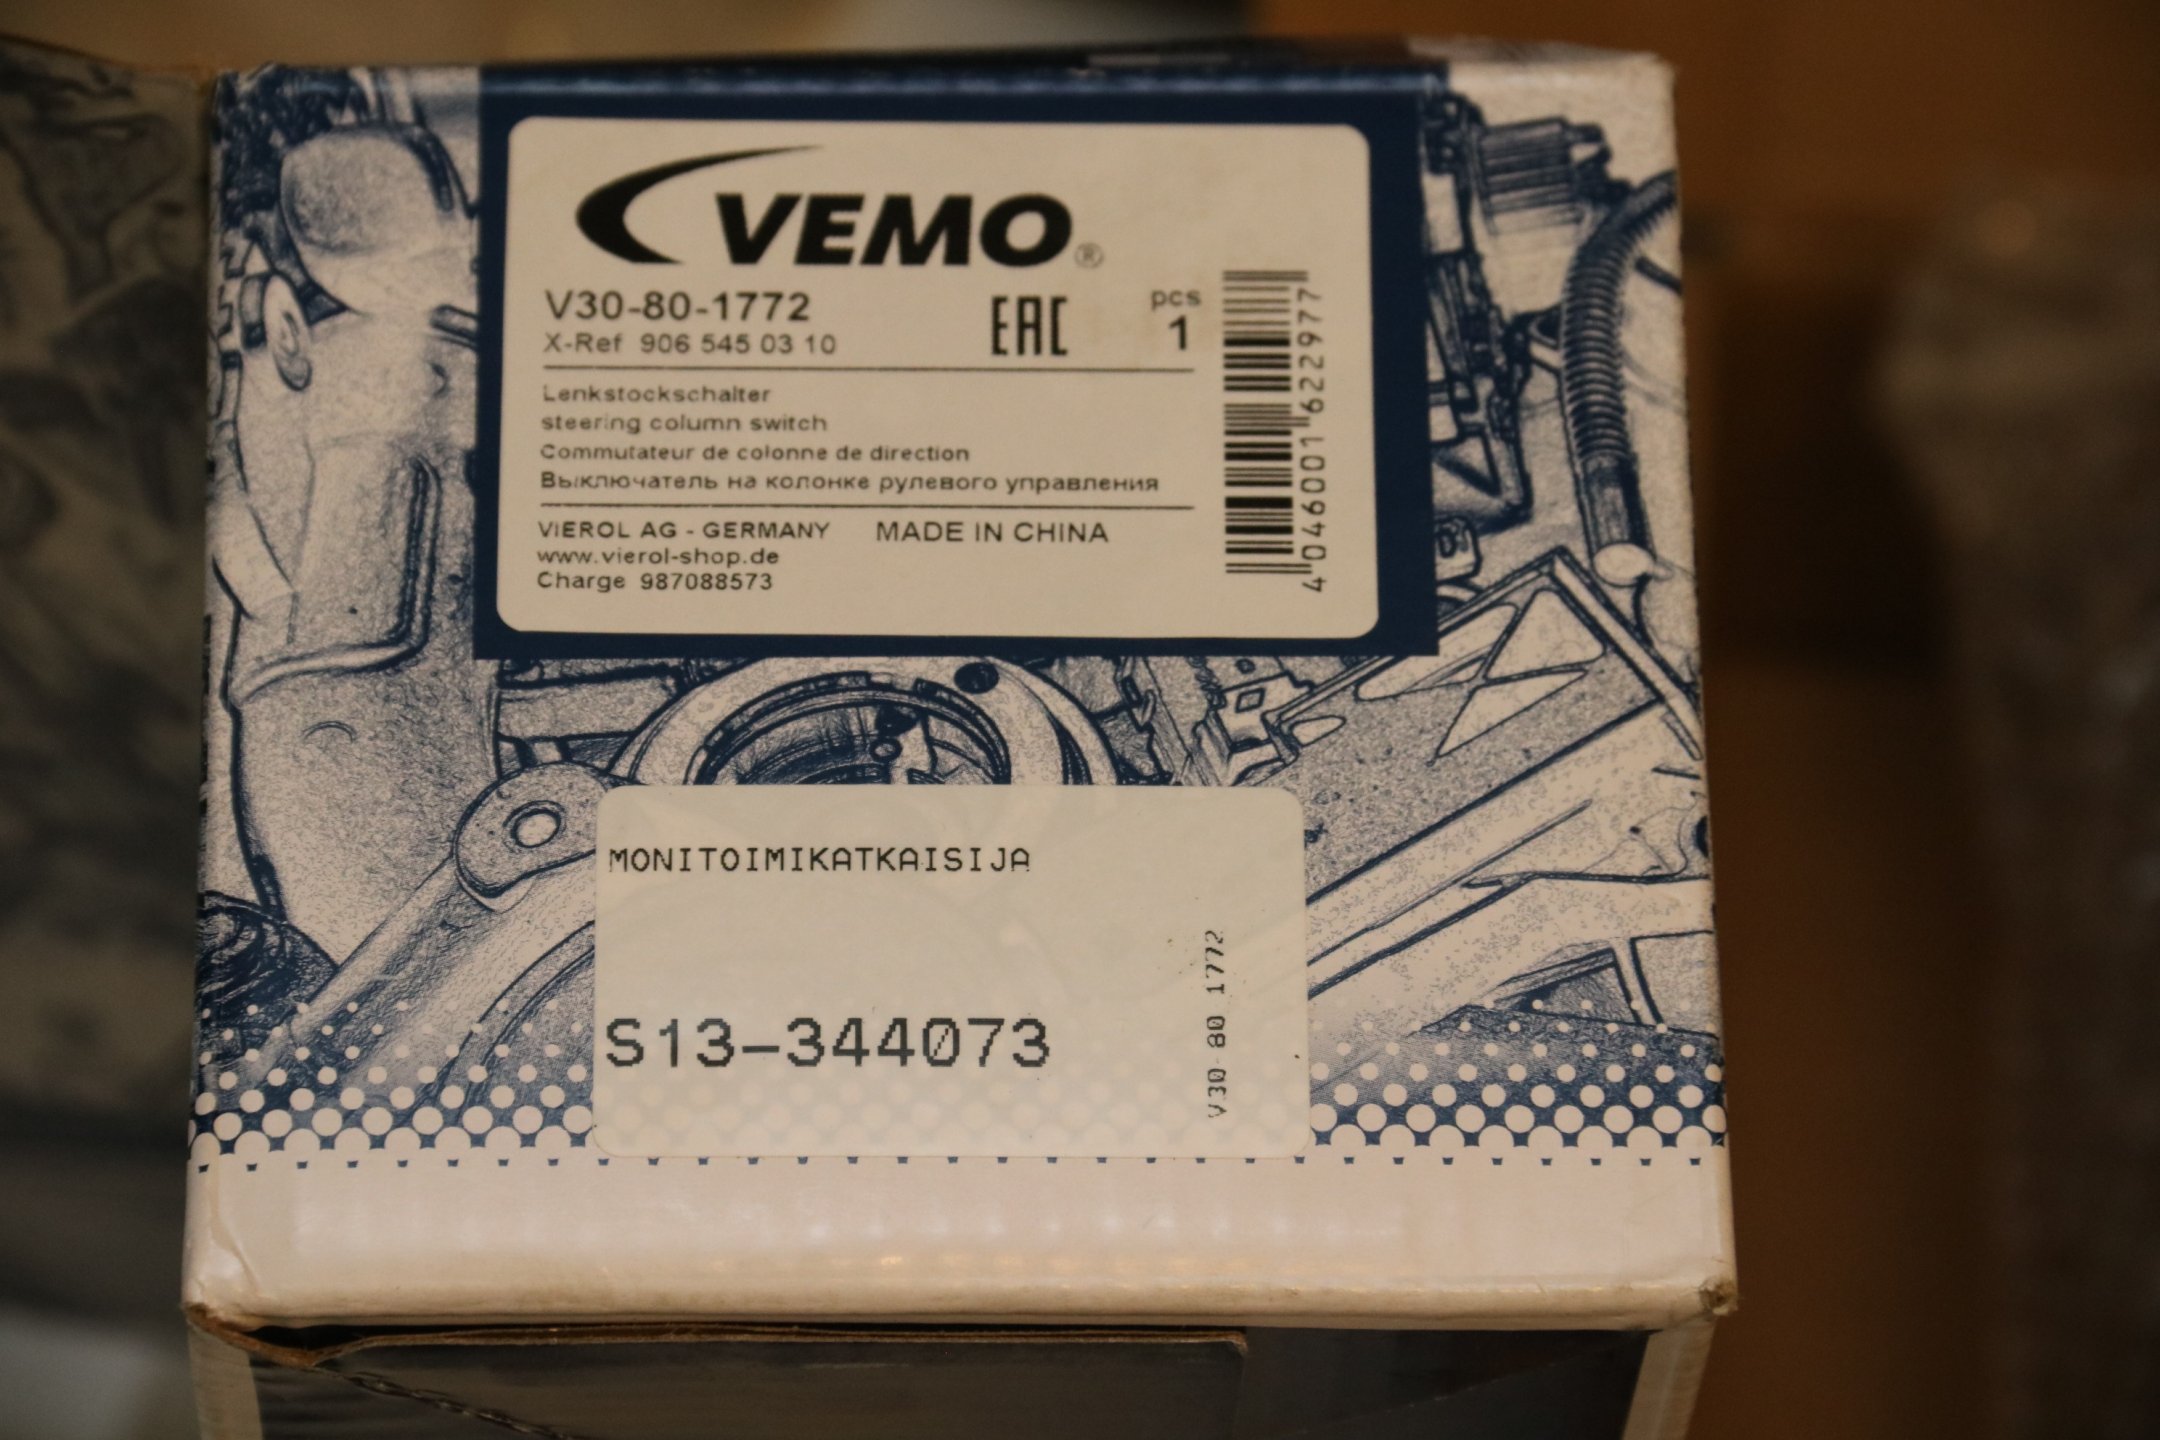 VEMO®
V30-80-1772
X-Ref 906 545 03 10
EAC
pcs
1
Lenkstockschalter
steering column switch
Commutateur de colonne de direction
Выключатель на колонке рулевого управления
VIEROL AG - GERMANY MADE IN CHINA
www.vierol-shop.de
Charge 987088573
4 046001 622977
MONITOIMIKATKAISIJA
S13-344073
V30-80-1772